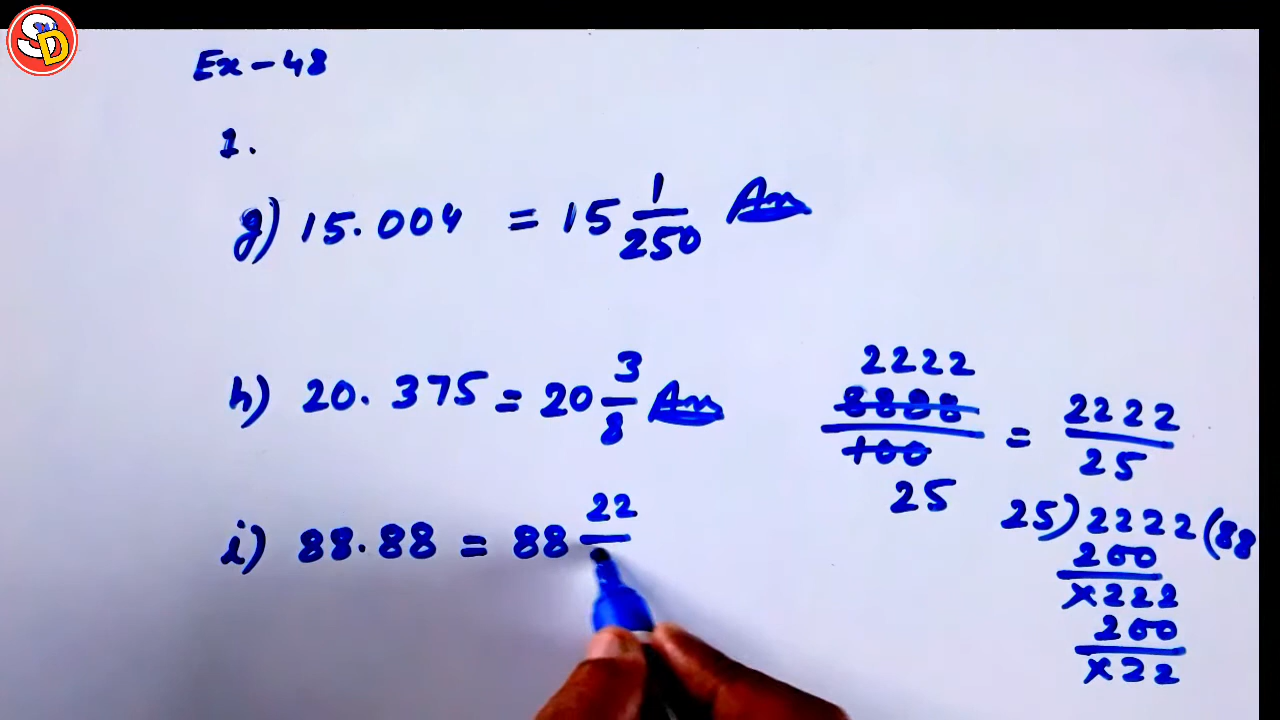 SD
Ex - 48
1.
g) 15.004 = 15 1/250 Ans
h) 20.375 = 20 3/8 Ans
i) 88.88 = 88 22/
2222
8888/100 = 2222/25
25
25)2222(88
200
×222
200
×22